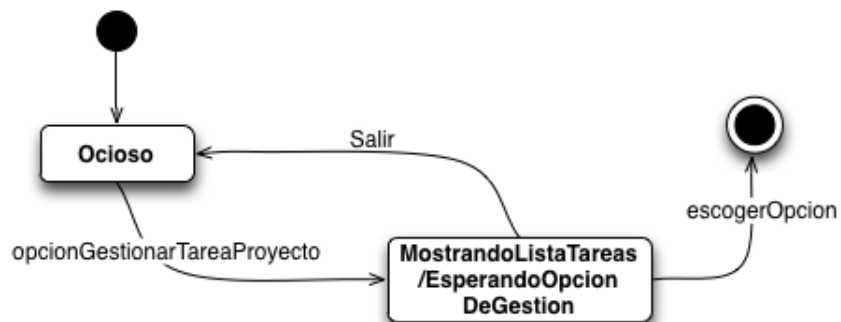 Ocioso
Salir
escogerOpcion
opcionGestionarTareaProyecto
MostrandoListaTareas
/EsperandoOpcion
DeGestion